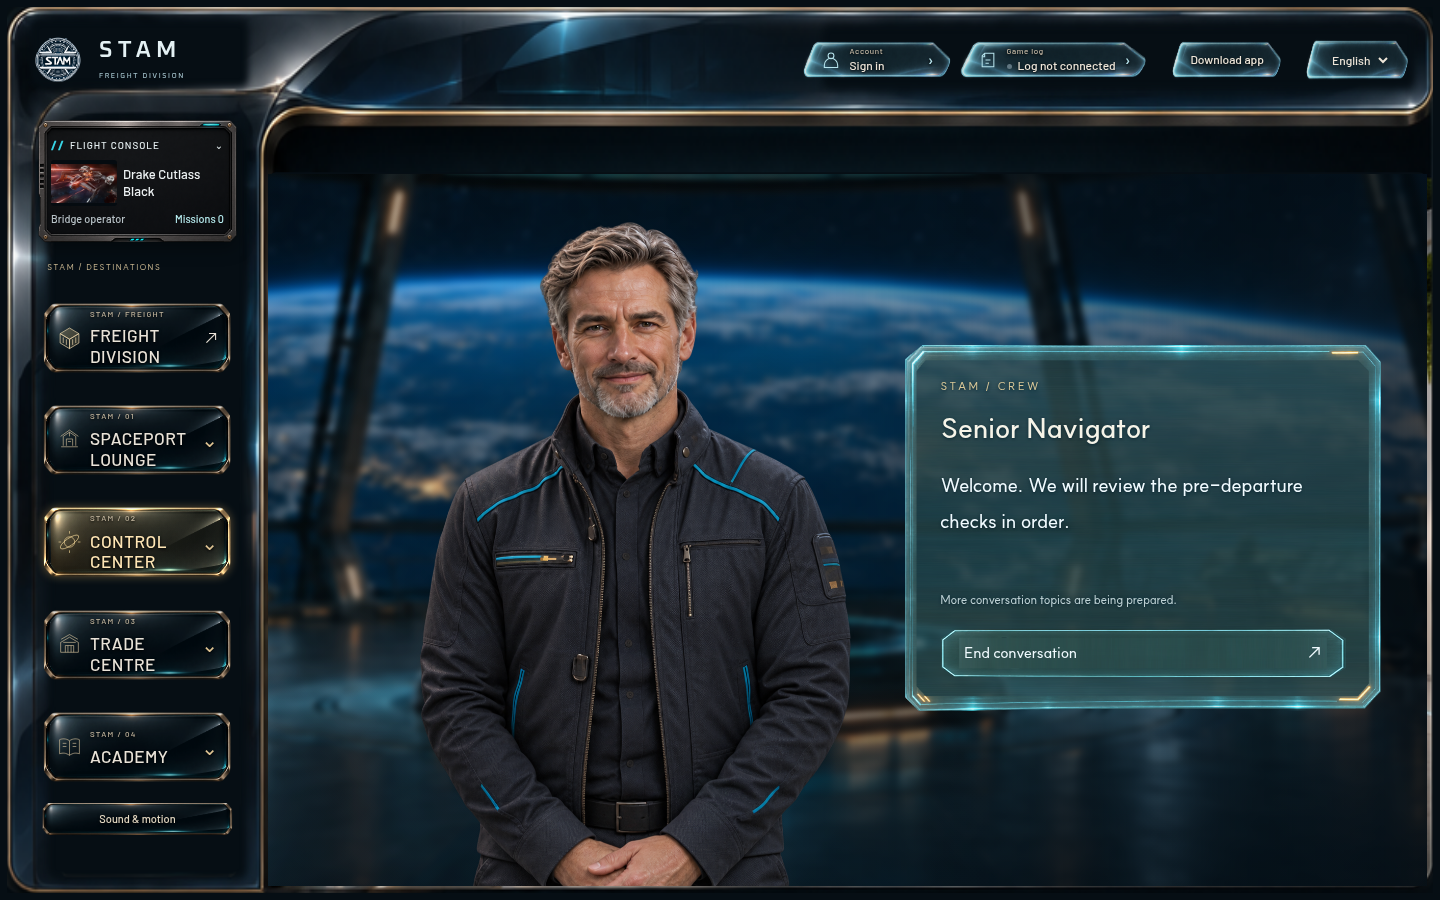 STAM
STAM
FREIGHT DIVISION
Account
Sign in
Game log
Log not connected
Download app
English
// FLIGHT CONSOLE
Drake Cutlass
Black
Bridge operator
Missions 0
STAM / DESTINATIONS
STAM / FREIGHT
FREIGHT
DIVISION
STAM / 01
SPACEPORT
LOUNGE
STAM / 02
CONTROL
CENTER
STAM / 03
TRADE
CENTRE
STAM / 04
ACADEMY
Sound & motion
STAM / CREW
Senior Navigator
Welcome. We will review the pre-departure
checks in order.
More conversation topics are being prepared.
End conversation